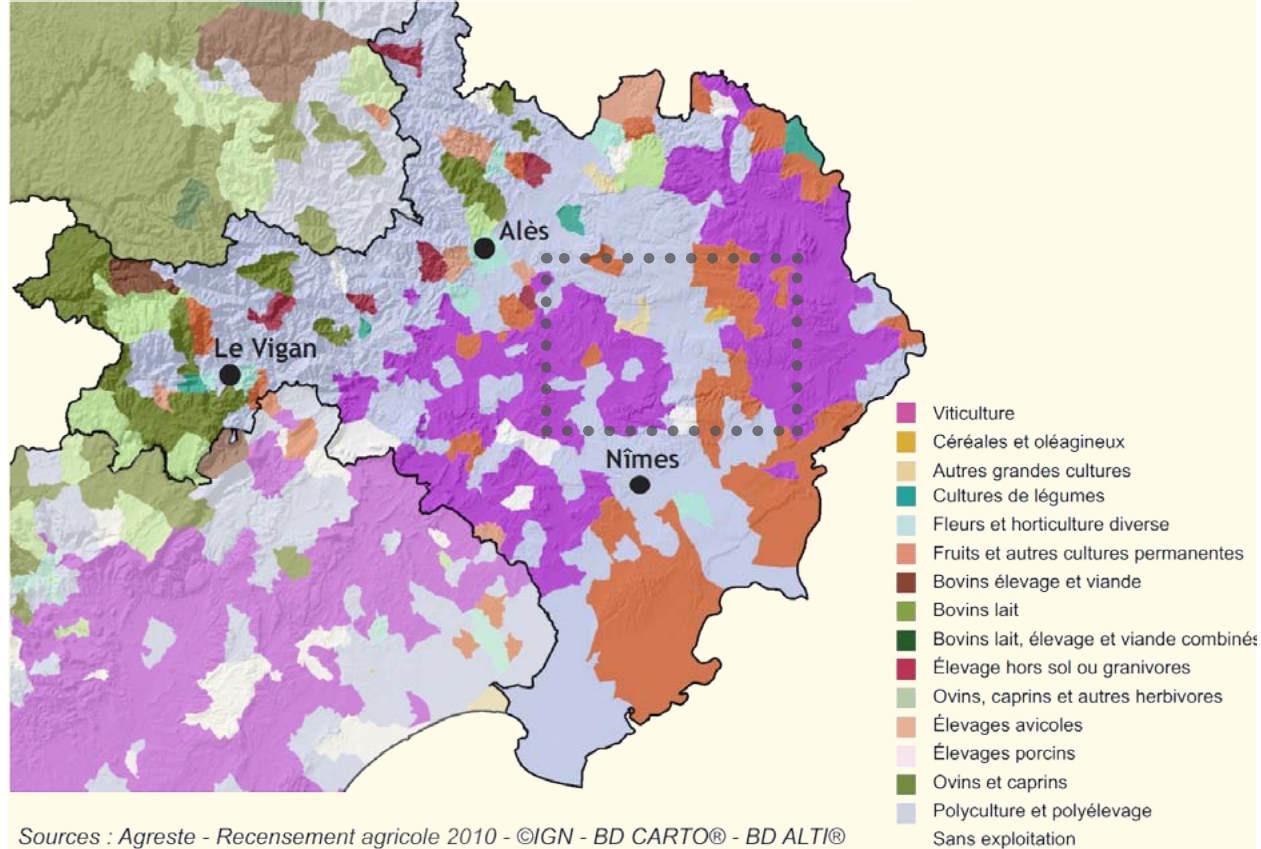 Alès
Le Vigan
Nîmes
Viticulture
Céréales et oléagineux
Autres grandes cultures
Cultures de légumes
Fleurs et horticulture diverse
Fruits et autres cultures permanentes
Bovins élevage et viande
Bovins lait
Bovins lait, élevage et viande combinés
Élevage hors sol ou granivores
Ovins, caprins et autres herbivores
Élevages avicoles
Élevages porcins
Ovins et caprins
Polyculture et polyélevage
Sans exploitation
Sources : Agreste - Recensement agricole 2010 - ©IGN - BD CARTO® - BD ALTI®